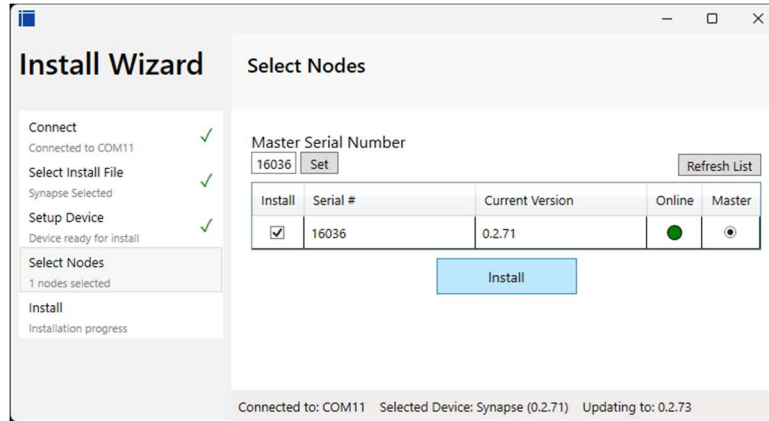 Install Wizard
Select Nodes
Connect
Connected to COM11
Select Install File
Synapse Selected
Setup Device
Device ready for install
Select Nodes
1 nodes selected
Install
Installation progress
Master Serial Number
16036 Set
Refresh List
Install Serial # Current Version Online Master
16036 0.2.71
Install
Connected to: COM11 Selected Device: Synapse (0.2.71) Updating to: 0.2.73